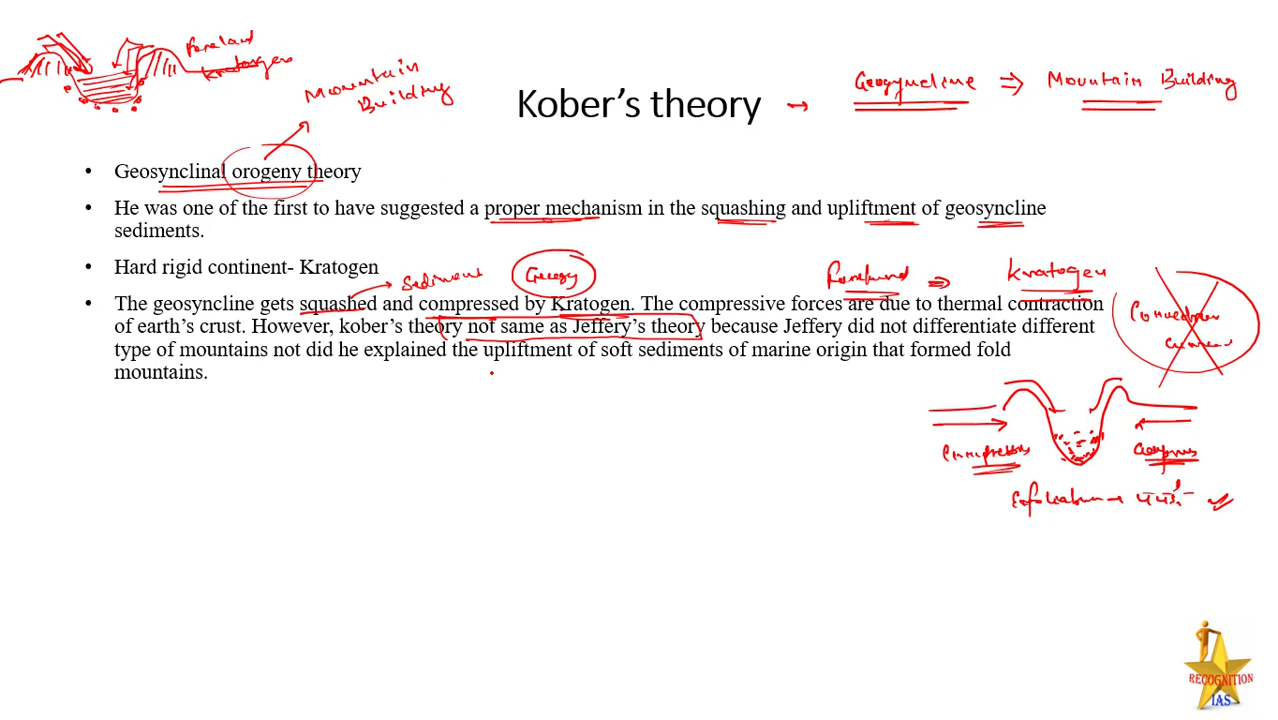 Foreland
Kratogen
Mountain
Building
Kober's theory
Geosyncline ⇒ Mountain Building
• Geosynclinal orogeny theory
• He was one of the first to have suggested a proper mechanism in the squashing and upliftment of geosyncline
sediments.
• Hard rigid continent- Kratogen
Sediment
Foreland ⇒ Kratogen
• The geosyncline gets squashed and compressed by Kratogen. The compressive forces are due to thermal contraction
of earth's crust. However, kober's theory not same as Jeffery's theory because Jeffery did not differentiate different
type of mountains not did he explained the upliftment of soft sediments of marine origin that formed fold
mountains.
Convection
RECOGNITION
IAS